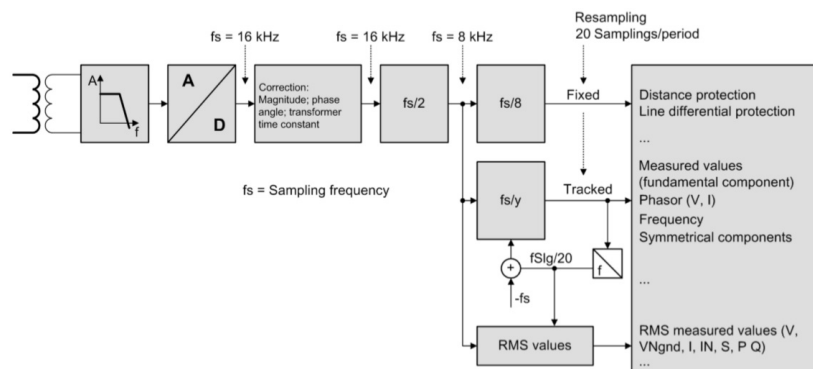 Resampling
20 Samplings/period
fs = 16 kHz
fs = 16 kHz
fs = 8 kHz
A
f
A
D
Correction:
Magnitude; phase
angle; transformer
time constant
fs/2
fs/8
Fixed
Distance protection
Line differential protection
...
fs = Sampling frequency
fs/y
Tracked
Measured values
(fundamental component)
Phasor (V, I)
Frequency
Symmetrical components
...
+
fSlg/20
f
-fs
RMS values
RMS measured values (V,
VNgnd, I, IN, S, P Q)
...